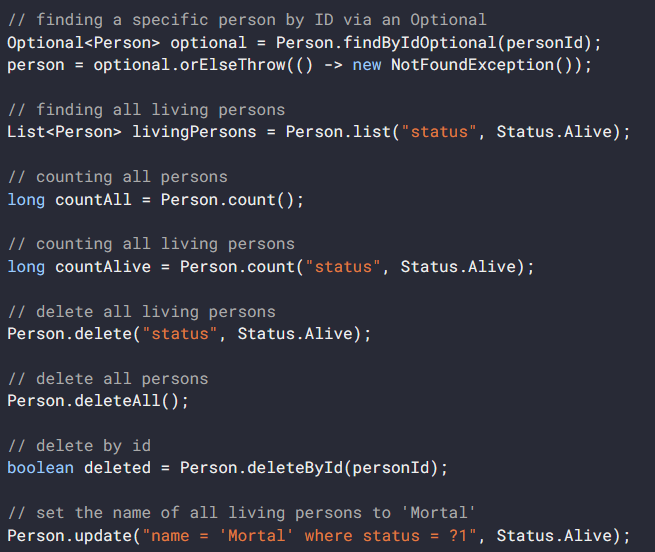 // finding a specific person by ID via an Optional
Optional<Person> optional = Person.findByIdOptional(personId);
person = optional.orElseThrow(() -> new NotFoundException());
// finding all living persons
List<Person> livingPersons = Person.list("status", Status.Alive);
// counting all persons
long countAll = Person.count();
// counting all living persons
long countAlive = Person.count("status", Status.Alive);
// delete all living persons
Person.delete("status", Status.Alive);
// delete all persons
Person.deleteAll();
// delete by id
boolean deleted = Person.deleteById(personId);
// set the name of all living persons to 'Mortal'
Person.update("name = 'Mortal' where status = ?1", Status.Alive);